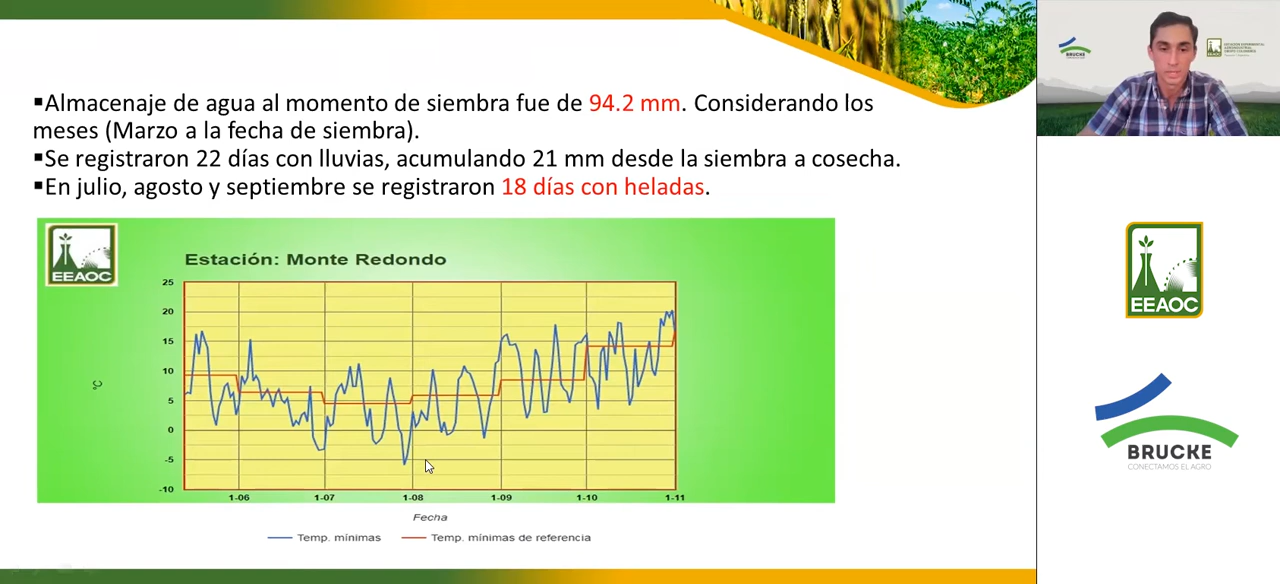 ▪Almacenaje de agua al momento de siembra fue de 94.2 mm. Considerando los
meses (Marzo a la fecha de siembra).
▪Se registraron 22 días con lluvias, acumulando 21 mm desde la siembra a cosecha.
▪En julio, agosto y septiembre se registraron 18 días con heladas.
EEAOC
Estación: Monte Redondo
25
20
15
10
5
0
-5
-10
°C
1-06 1-07 1-08 1-09 1-10 1-11
Fecha
Temp. mínimas Temp. mínimas de referencia
BRUCKE
EEAOC
EEAOC
BRUCKE
CONECTAMOS EL AGRO